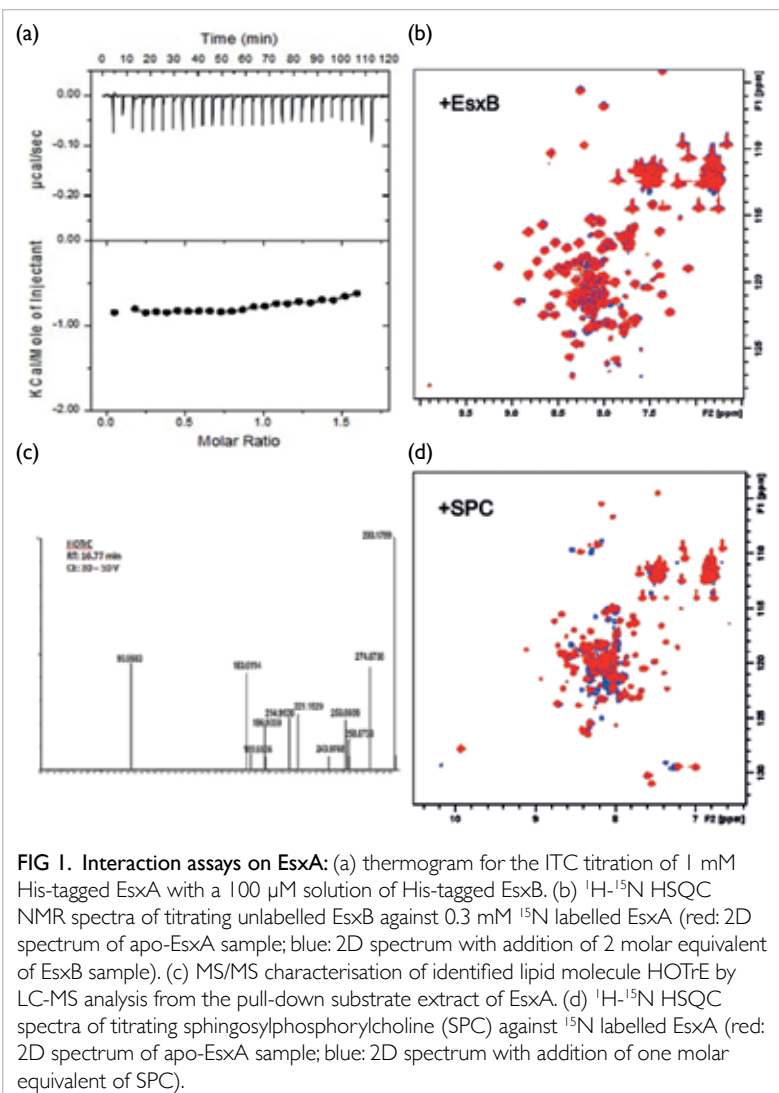 (a)
Time (min)
0 10 20 30 40 50 60 70 80 90 100 110 120
0.00
-0.10
-0.20
µcal/sec
0.00
-1.00
-2.00
KCal/Mole of Injectant
0.0 0.5 1.0 1.5
Molar Ratio
(b)
+EsxB
F1 [ppm]
110
115
120
125
9.5 9.0 8.5 8.0 7.5 F2 [ppm]
(c)
HOTrE
RT: 16.77 min
(d)
+SPC
F1 [ppm]
110
115
120
125
130
10 9 8 7 F2 [ppm]
FIG 1. Interaction assays on EsxA: (a) thermogram for the ITC titration of 1 mM
His-tagged EsxA with a 100 µM solution of His-tagged EsxB. (b) ¹H-¹⁵N HSQC
NMR spectra of titrating unlabelled EsxB against 0.3 mM ¹⁵N labelled EsxA (red: 2D
spectrum of apo-EsxA sample; blue: 2D spectrum with addition of 2 molar equivalent
of EsxB sample). (c) MS/MS characterisation of identified lipid molecule HOTrE by
LC-MS analysis from the pull-down substrate extract of EsxA. (d) ¹H-¹⁵N HSQC
spectra of titrating sphingosylphosphorylcholine (SPC) against ¹⁵N labelled EsxA (red:
2D spectrum of apo-EsxA sample; blue: 2D spectrum with addition of one molar
equivalent of SPC).